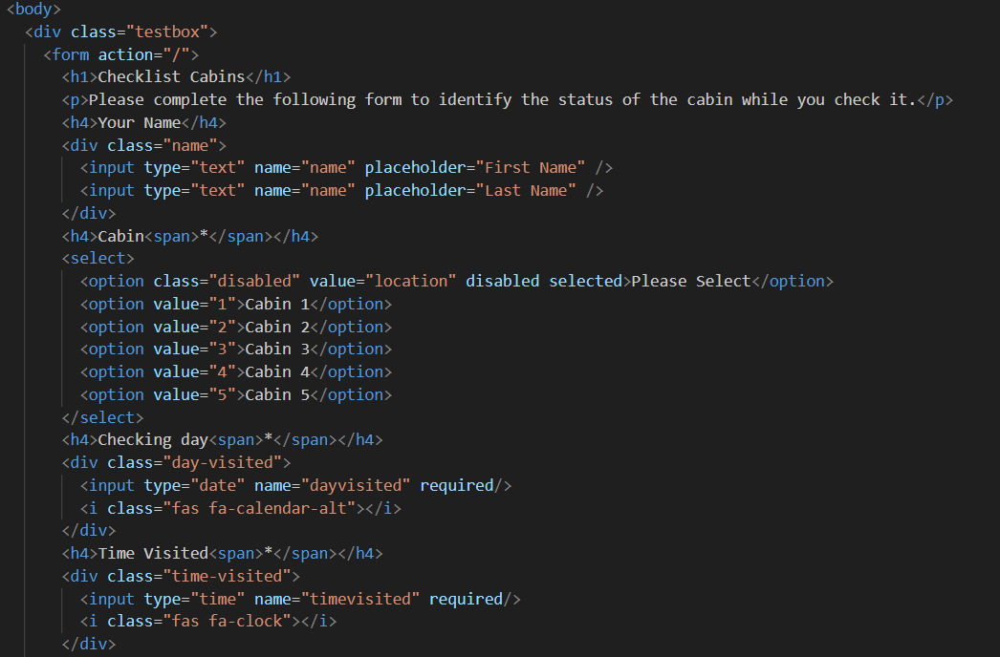 <body>
<div class="testbox">
<form action="/">
<h1>Checklist Cabins</h1>
<p>Please complete the following form to identify the status of the cabin while you check it.</p>
<h4>Your Name</h4>
<div class="name">
<input type="text" name="name" placeholder="First Name" />
<input type="text" name="name" placeholder="Last Name" />
</div>
<h4>Cabin<span>*</span></h4>
<select>
<option class="disabled" value="location" disabled selected>Please Select</option>
<option value="1">Cabin 1</option>
<option value="2">Cabin 2</option>
<option value="3">Cabin 3</option>
<option value="4">Cabin 4</option>
<option value="5">Cabin 5</option>
</select>
<h4>Checking day<span>*</span></h4>
<div class="day-visited">
<input type="date" name="dayvisited" required/>
<i class="fas fa-calendar-alt"></i>
</div>
<h4>Time Visited<span>*</span></h4>
<div class="time-visited">
<input type="time" name="timevisited" required/>
<i class="fas fa-clock"></i>
</div>